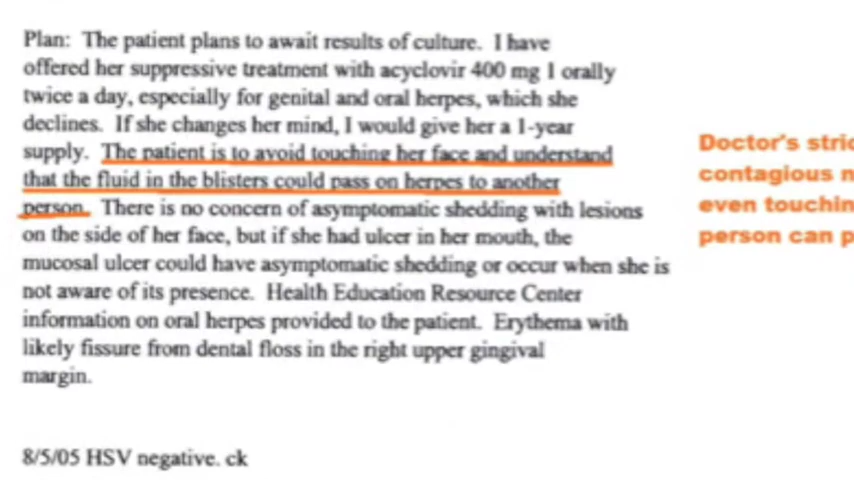 Plan: The patient plans to await results of culture. I have
offered her suppressive treatment with acyclovir 400 mg 1 orally
twice a day, especially for genital and oral herpes, which she
declines. If she changes her mind, I would give her a 1-year
supply. The patient is to avoid touching her face and understand
that the fluid in the blisters could pass on herpes to another
person. There is no concern of asymptomatic shedding with lesions
on the side of her face, but if she had ulcer in her mouth, the
mucosal ulcer could have asymptomatic shedding or occur when she is
not aware of its presence. Health Education Resource Center
information on oral herpes provided to the patient. Erythema with
likely fissure from dental floss in the right upper gingival
margin.
8/5/05 HSV negative. ck
Doctor's
contagious
even
person can